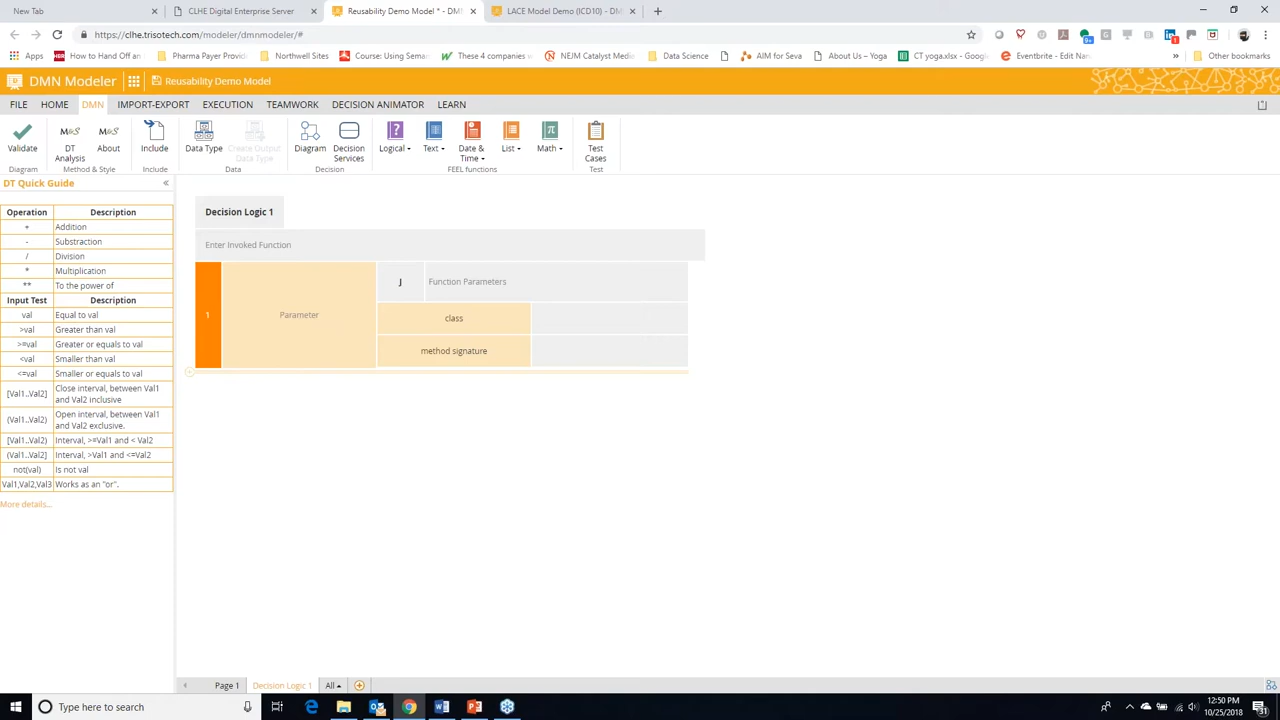 New Tab
CLHE Digital Enterprise Server
Reusability Demo Model * - DMN
LACE Model Demo (ICD10) - DM
https://clhe.trisotech.com/modeler/dmnmodeler/#
Apps
How to Hand Off an
Pharma Payer Provid
Northwell Sites
Course: Using Seman
These 4 companies w
NEJM Catalyst Media
Data Science
AIM for Seva
About Us – Yoga
CT yoga.xlsx - Google
Eventbrite - Edit Nam
»
Other bookmarks
DMN Modeler
Reusability Demo Model
FILE
HOME
DMN
IMPORT-EXPORT
EXECUTION
TEAMWORK
DECISION ANIMATOR
LEARN
Validate
Diagram
M&S
DT Analysis
M&S
About
Method & Style
Include
Include
Data Type
Create Output Data Type
Data
Diagram
Decision Services
Decision
Logical
Text
Date & Time
List
Math
FEEL functions
Test Cases
Test
DT Quick Guide
«
Operation Description
+ Addition
- Substraction
/ Division
* Multiplication
** To the power of
Input Test Description
val Equal to val
>val Greater than val
>=val Greater or equals to val
<val Smaller than val
<=val Smaller or equals to val
[Val1..Val2] Close interval, between Val1
and Val2 inclusive
(Val1..Val2) Open interval, between Val1
and Val2 exclusive.
[Val1..Val2) Interval, >=Val1 and < Val2
(Val1..Val2] Interval, >Val1 and <=Val2
not(val) Is not val
Val1,Val2,Val3 Works as an "or".
More details...
Decision Logic 1
Enter Invoked Function
1
Parameter
J
Function Parameters
class
method signature
Page 1
Decision Logic 1
All
Type here to search
12:50 PM
10/25/2018